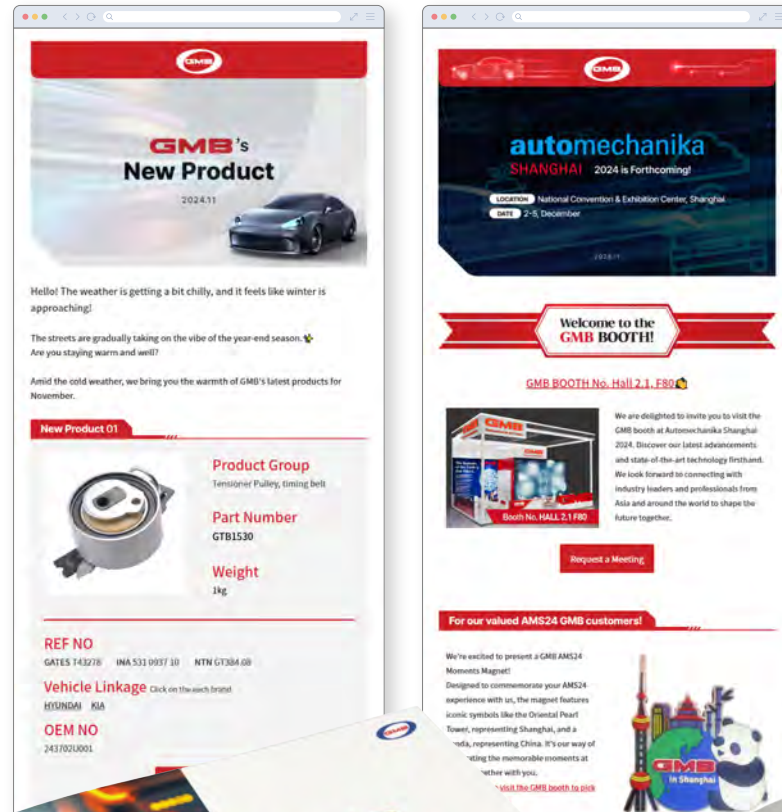 GMB
GMB's
New Product
2024.11
Hello! The weather is getting a bit chilly, and it feels like winter is
approaching!
The streets are gradually taking on the vibe of the year-end season.
Are you staying warm and well?
Amid the cold weather, we bring you the warmth of GMB's latest products for
November.
New Product 01
Product Group
Tensioner Pulley, timing belt
Part Number
GTB1530
Weight
1kg
REF NO
GATES T43278 INA 531 0937 10 NTN GT384.08
Vehicle Linkage Click on the each brand
HYUNDAI KIA
OEM NO
243702U001
GMB
automechanika
SHANGHAI 2024 is Forthcoming!
LOCATION National Convention & Exhibition Center, Shanghai
DATE 2-5, December
Welcome to the
GMB BOOTH!
GMB BOOTH No. Hall 2.1, F80
GMB
GMB
Booth No. HALL 2.1 F80
We are delighted to invite you to visit the
GMB booth at Automechanika Shanghai
2024. Discover our latest advancements
and state-of-the-art technology firsthand.
We look forward to connecting with
industry leaders and professionals from
Asia and around the world to shape the
future together.
Request a Meeting
For our valued AMS24 GMB customers!
We're excited to present a GMB AMS24
Moments Magnet!
Designed to commemorate your AMS24
experience with us, the magnet features
iconic symbols like the Oriental Pearl
Tower, representing Shanghai, and a
representing China. It's our way of
the memorable moments at
with you.
visit the GMB booth to pick
GMB
in Shanghai
GMB